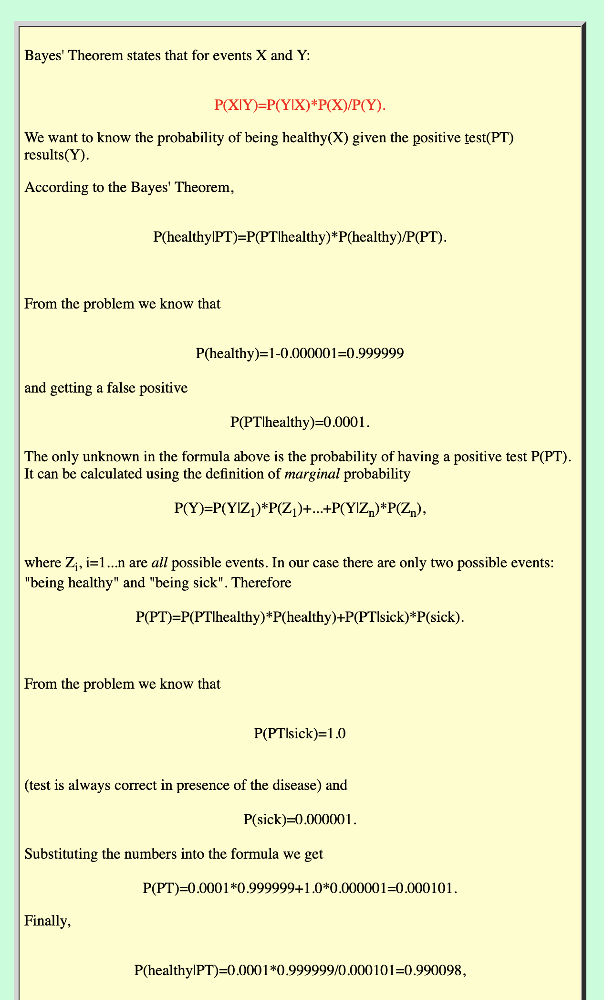 Bayes' Theorem states that for events X and Y:
P(X|Y)=P(Y|X)*P(X)/P(Y).
We want to know the probability of being healthy(X) given the positive test(PT)
results(Y).
According to the Bayes' Theorem,
P(healthy|PT)=P(PT|healthy)*P(healthy)/P(PT).
From the problem we know that
P(healthy)=1-0.000001=0.999999
and getting a false positive
P(PT|healthy)=0.0001.
The only unknown in the formula above is the probability of having a positive test P(PT).
It can be calculated using the definition of marginal probability
P(Y)=P(Y|Z₁)*P(Z₁)+...+P(Y|Zₙ)*P(Zₙ),
where Zᵢ, i=1...n are all possible events. In our case there are only two possible events:
"being healthy" and "being sick". Therefore
P(PT)=P(PT|healthy)*P(healthy)+P(PT|sick)*P(sick).
From the problem we know that
P(PT|sick)=1.0
(test is always correct in presence of the disease) and
P(sick)=0.000001.
Substituting the numbers into the formula we get
P(PT)=0.0001*0.999999+1.0*0.000001=0.000101.
Finally,
P(healthy|PT)=0.0001*0.999999/0.000101=0.990098,